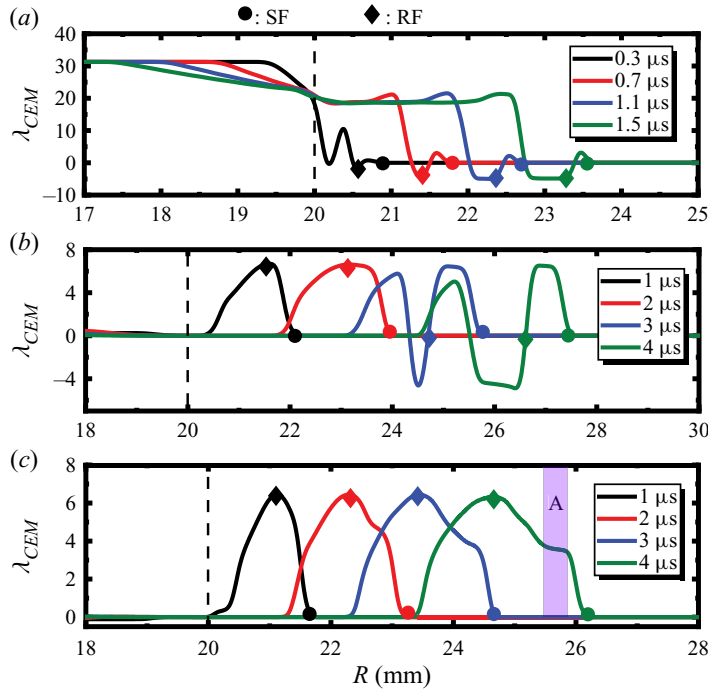 (a) ● : SF ◆ : RF
40
30
20
10
0
−10
λCEM
0.3 μs
0.7 μs
1.1 μs
1.5 μs
17 18 19 20 21 22 23 24 25
(b)
8
4
0
−4
λCEM
1 μs
2 μs
3 μs
4 μs
18 20 22 24 26 28 30
(c)
8
6
4
2
0
λCEM
A
1 μs
2 μs
3 μs
4 μs
18 20 22 24 26 28
R (mm)